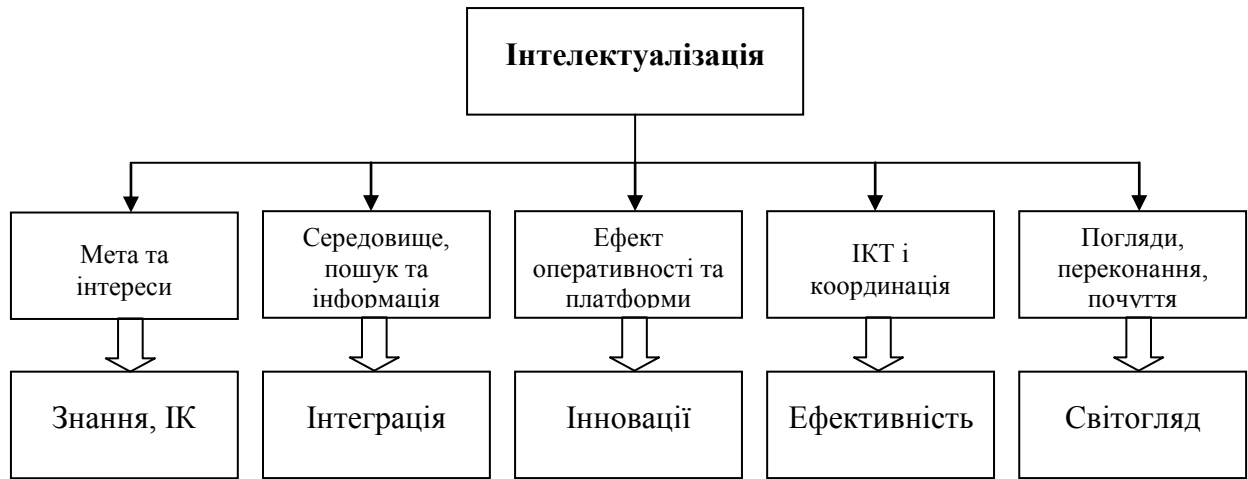 Інтелектуалізація
Мета та
інтереси
Середовище,
пошук та
інформація
Ефект
оперативності та
платформи
ІКТ і
координація
Погляди,
переконання,
почуття
Знання, ІК
Інтеграція
Інновації
Ефективність
Світогляд